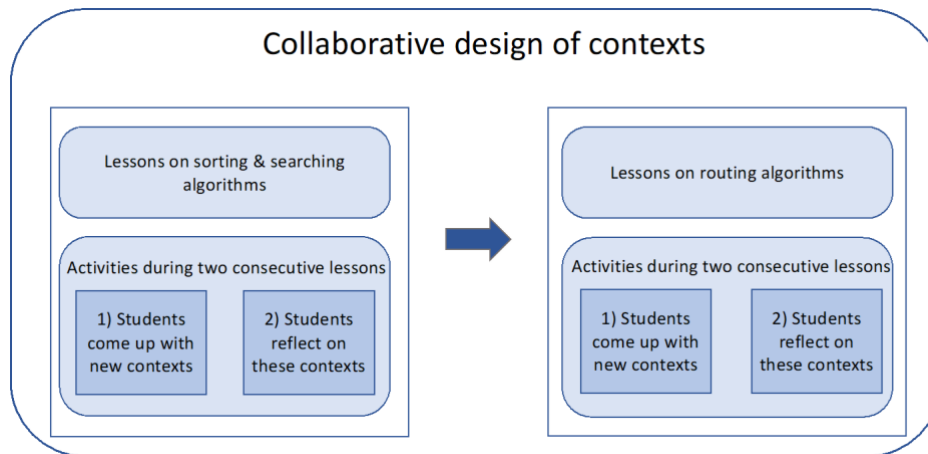 Collaborative design of contexts
Lessons on sorting & searching
algorithms
Activities during two consecutive lessons
1) Students
come up with
new contexts
2) Students
reflect on
these contexts
Lessons on routing algorithms
Activities during two consecutive lessons
1) Students
come up with
new contexts
2) Students
reflect on
these contexts